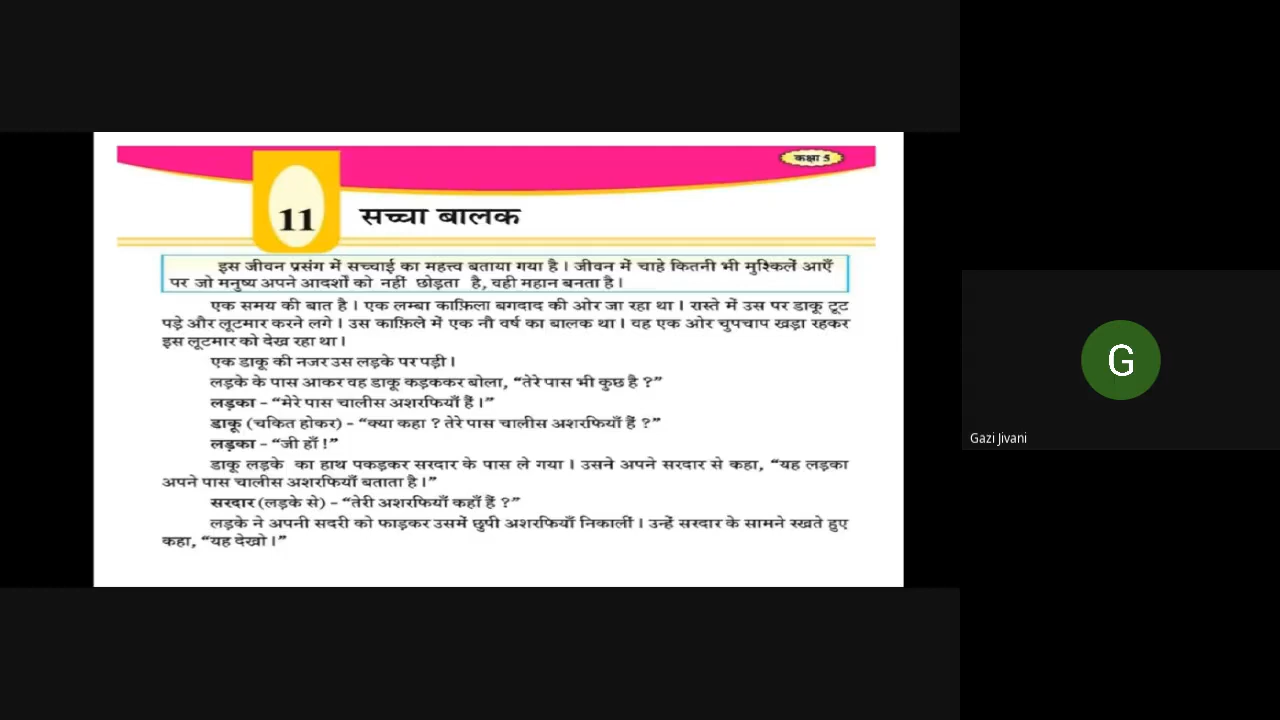 कक्षा 5
11 सच्चा बालक
इस जीवन प्रसंग में सच्चाई का महत्त्व बताया गया है । जीवन में चाहे कितनी भी मुश्किलें आएँ
पर जो मनुष्य अपने आदर्शों को नहीं छोड़ता है, वही महान बनता है ।
एक समय की बात है । एक लम्बा काफ़िला बगदाद की ओर जा रहा था । रास्ते में उस पर डाकू टूट
पड़े और लूटमार करने लगे । उस काफ़िले में एक नौ वर्ष का बालक था । वह एक ओर चुपचाप खड़ा रहकर
इस लूटमार को देख रहा था ।
एक डाकू की नजर उस लड़के पर पड़ी ।
लड़के के पास आकर वह डाकू कड़ककर बोला, “तेरे पास भी कुछ है ?”
लड़का - “मेरे पास चालीस अशरफियाँ हैं ।”
डाकू (चकित होकर) - “क्या कहा ? तेरे पास चालीस अशरफियाँ हैं ?”
लड़का - “जी हाँ !”
डाकू लड़के का हाथ पकड़कर सरदार के पास ले गया । उसने अपने सरदार से कहा, “यह लड़का
अपने पास चालीस अशरफियाँ बताता है ।”
सरदार (लड़के से) - “तेरी अशरफियाँ कहाँ हैं ?”
लड़के ने अपनी सदरी को फाड़कर उसमें छुपी अशरफियाँ निकालीं । उन्हें सरदार के सामने रखते हुए
कहा, “यह देखो ।”
G
Gazi Jivani